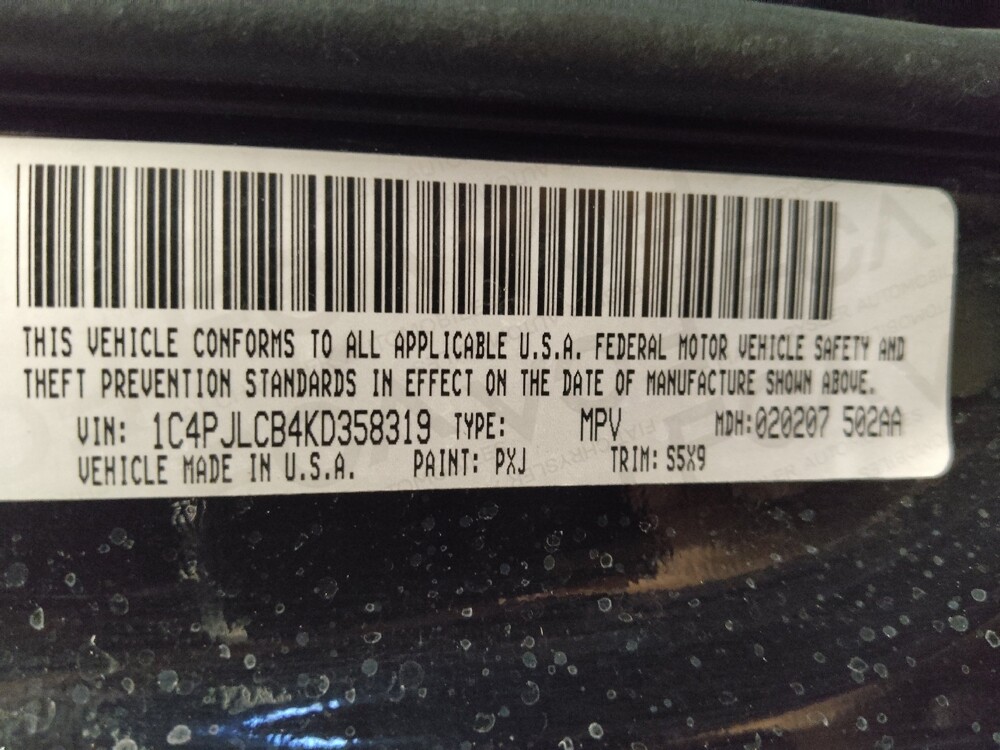 THIS VEHICLE CONFORMS TO ALL APPLICABLE U.S.A. FEDERAL MOTOR VEHICLE SAFETY AND
THEFT PREVENTION STANDARDS IN EFFECT ON THE DATE OF MANUFACTURE SHOWN ABOVE.
VIN: 1C4PJLCB4KD358319 TYPE: MPV MDH:020207 502AA
VEHICLE MADE IN U.S.A. PAINT: PXJ TRIM: S5X9